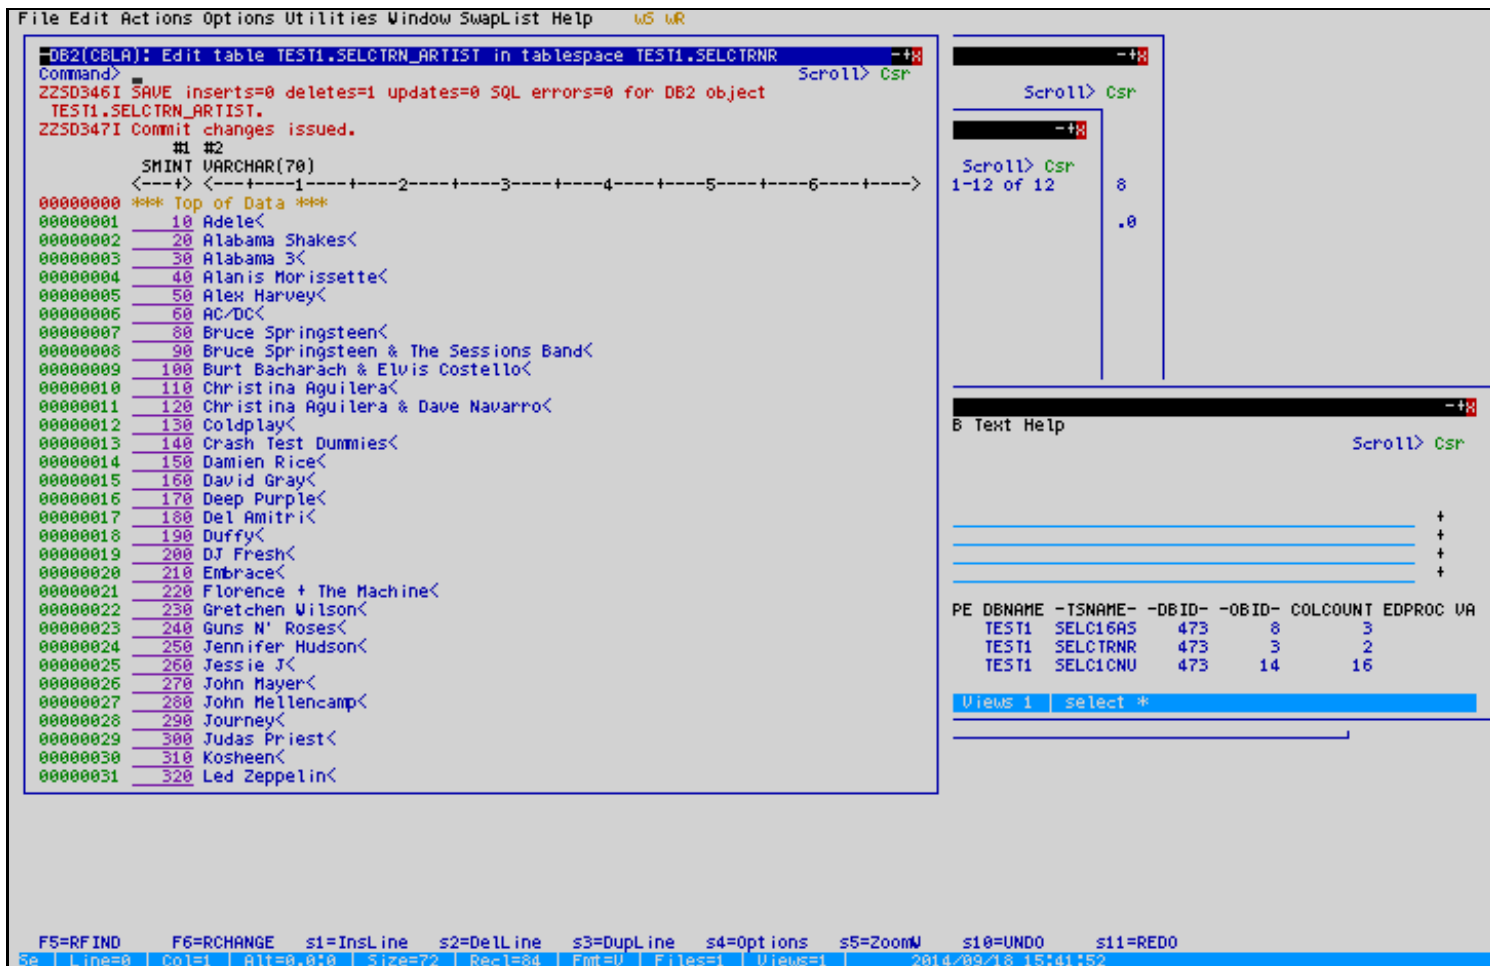 File Edit Actions Options Utilities Window SwapList Help wS wR
DB2(CBLA): Edit table TEST1.SELCTRN_ARTIST in tablespace TEST1.SELCTRNR -+x
Command> _ Scroll> Csr
ZZSD346I SAVE inserts=0 deletes=1 updates=0 SQL errors=0 for DB2 object
TEST1.SELCTRN_ARTIST.
ZZSD347I Commit changes issued.
#1 #2
SMINT VARCHAR(70)
<---+> <---+----1----+----2----+----3----+----4----+----5----+----6----+---->
00000000 *** Top of Data ***
00000001 10 Adele<
00000002 20 Alabama Shakes<
00000003 30 Alabama 3<
00000004 40 Alanis Morissette<
00000005 50 Alex Harvey<
00000006 60 AC/DC<
00000007 80 Bruce Springsteen<
00000008 90 Bruce Springsteen & The Sessions Band<
00000009 100 Burt Bacharach & Elvis Costello<
00000010 110 Christina Aguilera<
00000011 120 Christina Aguilera & Dave Navarro<
00000012 130 Coldplay<
00000013 140 Crash Test Dummies<
00000014 150 Damien Rice<
00000015 160 David Gray<
00000016 170 Deep Purple<
00000017 180 Del Amitri<
00000018 190 Duffy<
00000019 200 DJ Fresh<
00000020 210 Embrace<
00000021 220 Florence + The Machine<
00000022 230 Gretchen Wilson<
00000023 240 Guns N' Roses<
00000024 250 Jennifer Hudson<
00000025 260 Jessie J<
00000026 270 John Mayer<
00000027 280 John Mellencamp<
00000028 290 Journey<
00000029 300 Judas Priest<
00000030 310 Kosheen<
00000031 320 Led Zeppelin<
-+x
Scroll> Csr
-+x
Scroll> Csr
1-12 of 12 8
.0
-+x
B Text Help
Scroll> Csr
+
+
+
+
PE DBNAME -TSNAME- -DBID- -OBID- COLCOUNT EDPROC VA
TEST1 SELC16AS 473 8 3
TEST1 SELCTRNR 473 3 2
TEST1 SELC1CNU 473 14 16
Views 1 | select *
F5=RFIND F6=RCHANGE s1=InsLine s2=DelLine s3=DupLine s4=Options s5=ZoomW s10=UNDO s11=REDO
Se | Line=0 | Col=1 | Alt=0,0;0 | Size=72 | Recl=84 | Fmt=V | Files=1 | Views=1 | 2014/09/18 15:41:52